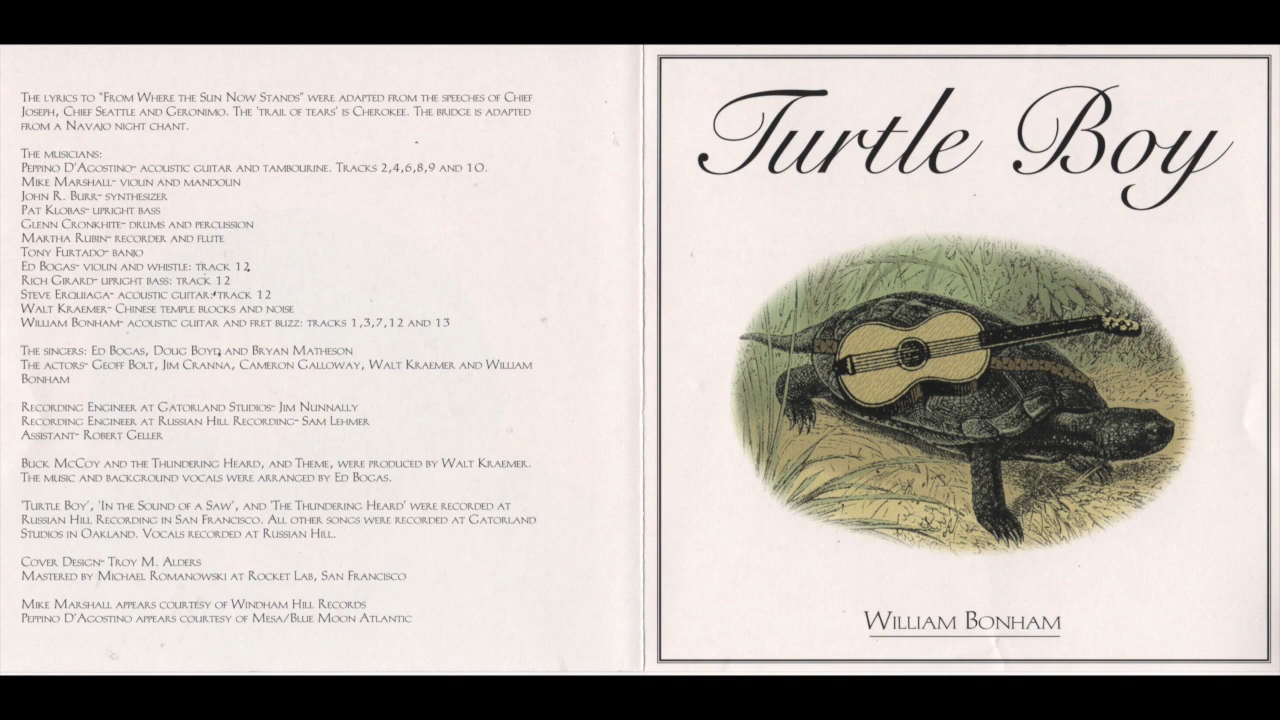 The lyrics to "From Where the Sun Now Stands" were adapted from the speeches of Chief
Joseph, Chief Seattle and Geronimo. The 'trail of tears' is Cherokee. The bridge is adapted
from a Navajo night chant.
The musicians:
Peppino D'Agostino- acoustic guitar and tambourine. Tracks 2,4,6,8,9 and 10.
Mike Marshall- violin and mandolin
John R. Burr- synthesizer
Pat Klobas- upright bass
Glenn Cronkhite- drums and percussion
Martha Rubin- recorder and flute
Tony Furtado- banjo
Ed Bogas- violin and whistle: track 12
Rich Girard- upright bass: track 12
Steve Erquiaga- acoustic guitar: track 12
Walt Kraemer- Chinese temple blocks and noise
William Bonham- acoustic guitar and fret buzz: tracks 1,3,7,12 and 13
The singers: Ed Bogas, Doug Boyd and Bryan Matheson
The actors- Geoff Bolt, Jim Cranna, Cameron Galloway, Walt Kraemer and William
Bonham
Recording Engineer at Gatorland Studios- Jim Nunnally
Recording Engineer at Russian Hill Recording- Sam Lehmer
Assistant- Robert Geller
Buck McCoy and the Thundering Heard, and Theme, were produced by Walt Kraemer.
The music and background vocals were arranged by Ed Bogas.
'Turtle Boy', 'In the Sound of a Saw', and 'The Thundering Heard' were recorded at
Russian Hill Recording in San Francisco. All other songs were recorded at Gatorland
Studios in Oakland. Vocals recorded at Russian Hill.
Cover Design- Troy M. Alders
Mastered by Michael Romanowski at Rocket Lab, San Francisco
Mike Marshall appears courtesy of Windham Hill Records
Peppino D'Agostino appears courtesy of Mesa/Blue Moon Atlantic
Turtle Boy
William Bonham